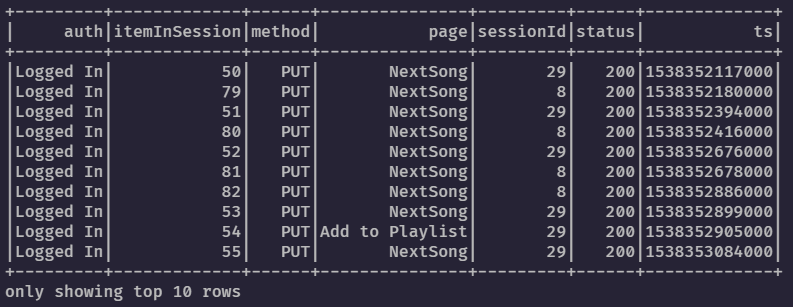 +---------+-------------+------+---------------+---------+------+-------------+
|     auth|itemInSession|method|           page|sessionId|status|           ts|
+---------+-------------+------+---------------+---------+------+-------------+
|Logged In|           50|   PUT|       NextSong|       29|   200|1538352117000|
|Logged In|           79|   PUT|       NextSong|        8|   200|1538352180000|
|Logged In|           51|   PUT|       NextSong|       29|   200|1538352394000|
|Logged In|           80|   PUT|       NextSong|        8|   200|1538352416000|
|Logged In|           52|   PUT|       NextSong|       29|   200|1538352676000|
|Logged In|           81|   PUT|       NextSong|        8|   200|1538352678000|
|Logged In|           82|   PUT|       NextSong|        8|   200|1538352886000|
|Logged In|           53|   PUT|       NextSong|       29|   200|1538352899000|
|Logged In|           54|   PUT|Add to Playlist|       29|   200|1538352905000|
|Logged In|           55|   PUT|       NextSong|       29|   200|1538353084000|
+---------+-------------+------+---------------+---------+------+-------------+
only showing top 10 rows